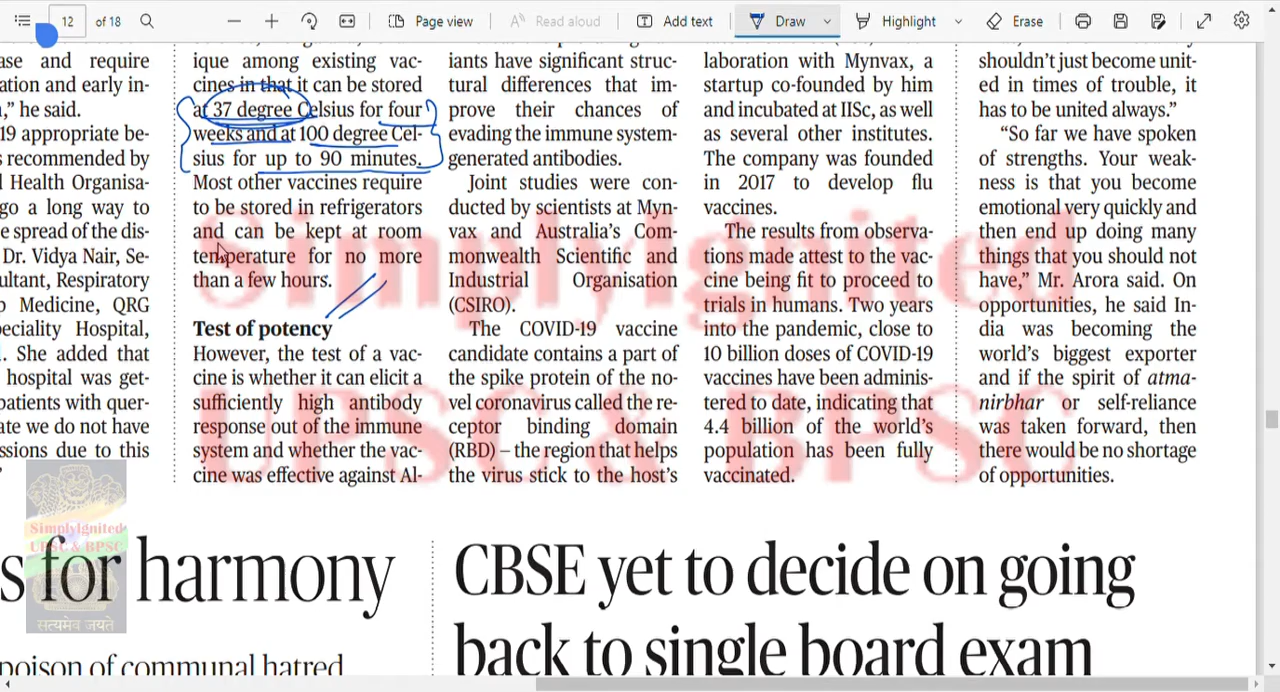 12 of 18 Page view Read aloud Add text Draw Highlight Erase
ase and require
ation and early in-
," he said.
19 appropriate be-
s recommended by
l Health Organisa-
go a long way to
e spread of the dis-
Dr. Vidya Nair, Se-
ultant, Respiratory
p Medicine, QRG
peciality Hospital,
. She added that
hospital was get-
patients with quer-
ate we do not have
ssions due to this
ique among existing vac-
cines in that it can be stored
at 37 degree Celsius for four
weeks and at 100 degree Cel-
sius for up to 90 minutes.
Most other vaccines require
to be stored in refrigerators
and can be kept at room
temperature for no more
than a few hours.
Test of potency
However, the test of a vac-
cine is whether it can elicit a
sufficiently high antibody
response out of the immune
system and whether the vac-
cine was effective against Al-
iants have significant struc-
tural differences that im-
prove their chances of
evading the immune system-
generated antibodies.
Joint studies were con-
ducted by scientists at Myn-
vax and Australia's Com-
monwealth Scientific and
Industrial Organisation
(CSIRO).
The COVID-19 vaccine
candidate contains a part of
the spike protein of the no-
vel coronavirus called the re-
ceptor binding domain
(RBD) – the region that helps
the virus stick to the host's
laboration with Mynvax, a
startup co-founded by him
and incubated at IISc, as well
as several other institutes.
The company was founded
in 2017 to develop flu
vaccines.
The results from observa-
tions made attest to the vac-
cine being fit to proceed to
trials in humans. Two years
into the pandemic, close to
10 billion doses of COVID-19
vaccines have been adminis-
tered to date, indicating that
4.4 billion of the world's
population has been fully
vaccinated.
shouldn't just become unit-
ed in times of trouble, it
has to be united always."
"So far we have spoken
of strengths. Your weak-
ness is that you become
emotional very quickly and
then end up doing many
things that you should not
have," Mr. Arora said. On
opportunities, he said In-
dia was becoming the
world's biggest exporter
and if the spirit of atma-
nirbhar or self-reliance
was taken forward, then
there would be no shortage
of opportunities.
SimplyIgnited
UPSC & BPSC
SimplyIgnited
UPSC & BPSC
सत्यमेव जयते
s for harmony
poison of communal hatred
CBSE yet to decide on going
back to single board exam